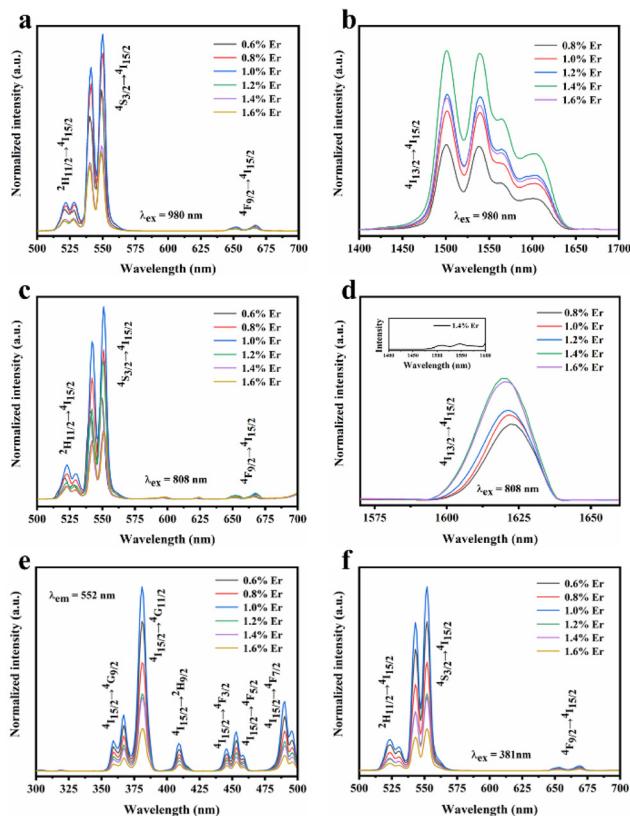 a
Normalized intensity (a.u.)
²H₁₁/₂→⁴I₁₅/₂
⁴S₃/₂→⁴I₁₅/₂
0.6% Er
0.8% Er
1.0% Er
1.2% Er
1.4% Er
1.6% Er
⁴F₉/₂→⁴I₁₅/₂
λex = 980 nm
500 525 550 575 600 625 650 675 700
Wavelength (nm)
b
Normalized intensity (a.u.)
⁴I₁₃/₂→⁴I₁₅/₂
0.8% Er
1.0% Er
1.2% Er
1.4% Er
1.6% Er
λex = 980 nm
1400 1450 1500 1550 1600 1650 1700
Wavelength (nm)
c
Normalized intensity (a.u.)
²H₁₁/₂→⁴I₁₅/₂
⁴S₃/₂→⁴I₁₅/₂
0.6% Er
0.8% Er
1.0% Er
1.2% Er
1.4% Er
1.6% Er
⁴F₉/₂→⁴I₁₅/₂
λex = 808 nm
500 525 550 575 600 625 650 675 700
Wavelength (nm)
d
Normalized intensity (a.u.)
Intensity
1.4% Er
1400 1500 1550 1600
Wavelength (nm)
0.8% Er
1.0% Er
1.2% Er
1.4% Er
1.6% Er
⁴I₁₃/₂→⁴I₁₅/₂
λex = 808 nm
1575 1600 1625 1650
Wavelength (nm)
e
Normalized intensity (a.u.)
λem = 552 nm
⁴I₁₅/₂→⁴G₉/₂
⁴I₁₅/₂→⁴G₁₁/₂
⁴I₁₅/₂→²H₉/₂
⁴I₁₅/₂→⁴F₃/₂
⁴I₁₅/₂→⁴F₅/₂
⁴I₁₅/₂→⁴F₇/₂
0.6% Er
0.8% Er
1.0% Er
1.2% Er
1.4% Er
1.6% Er
300 325 350 375 400 425 450 475 500
Wavelength (nm)
f
Normalized intensity (a.u.)
²H₁₁/₂→⁴I₁₅/₂
⁴S₃/₂→⁴I₁₅/₂
0.6% Er
0.8% Er
1.0% Er
1.2% Er
1.4% Er
1.6% Er
⁴F₉/₂→⁴I₁₅/₂
λex = 381nm
500 525 550 575 600 625 650 675 700
Wavelength (nm)